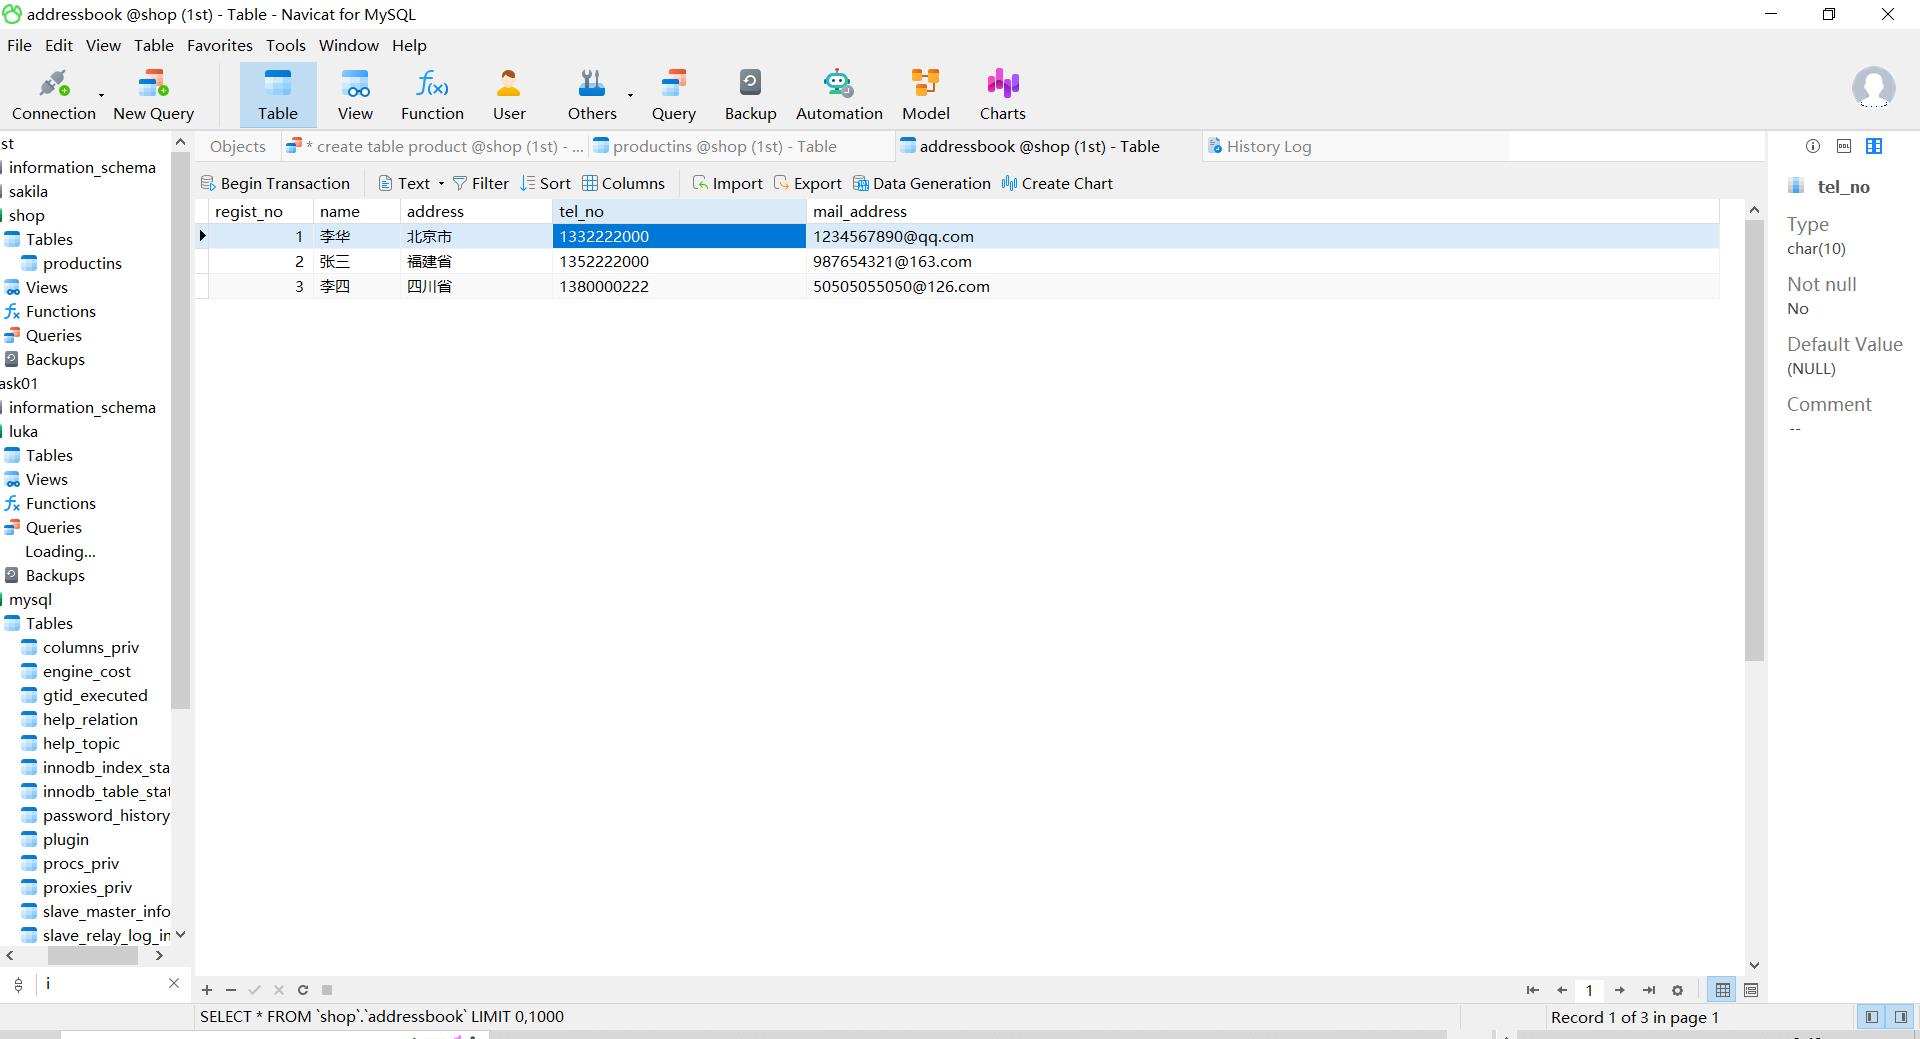 addressbook @shop (1st) - Table - Navicat for MySQL
File Edit View Table Favorites Tools Window Help
Connection New Query Table View Function User Others Query Backup Automation Model Charts
st
information_schema
sakila
shop
Tables
productins
Views
Functions
Queries
Backups
ask01
information_schema
luka
Tables
Views
Functions
Queries
Loading...
Backups
mysql
Tables
columns_priv
engine_cost
gtid_executed
help_relation
help_topic
innodb_index_sta
innodb_table_stat
password_history
plugin
procs_priv
proxies_priv
slave_master_info
slave_relay_log_in
i
Objects * create table product @shop (1st) - ... productins @shop (1st) - Table addressbook @shop (1st) - Table History Log
Begin Transaction Text Filter Sort Columns Import Export Data Generation Create Chart
regist_no name address tel_no mail_address
1 李华 北京市 1332222000 1234567890@qq.com
2 张三 福建省 1352222000 987654321@163.com
3 李四 四川省 1380000222 50505055050@126.com
1
SELECT * FROM `shop`.`addressbook` LIMIT 0,1000
Record 1 of 3 in page 1
DDL
tel_no
Type
char(10)
Not null
No
Default Value
(NULL)
Comment
--